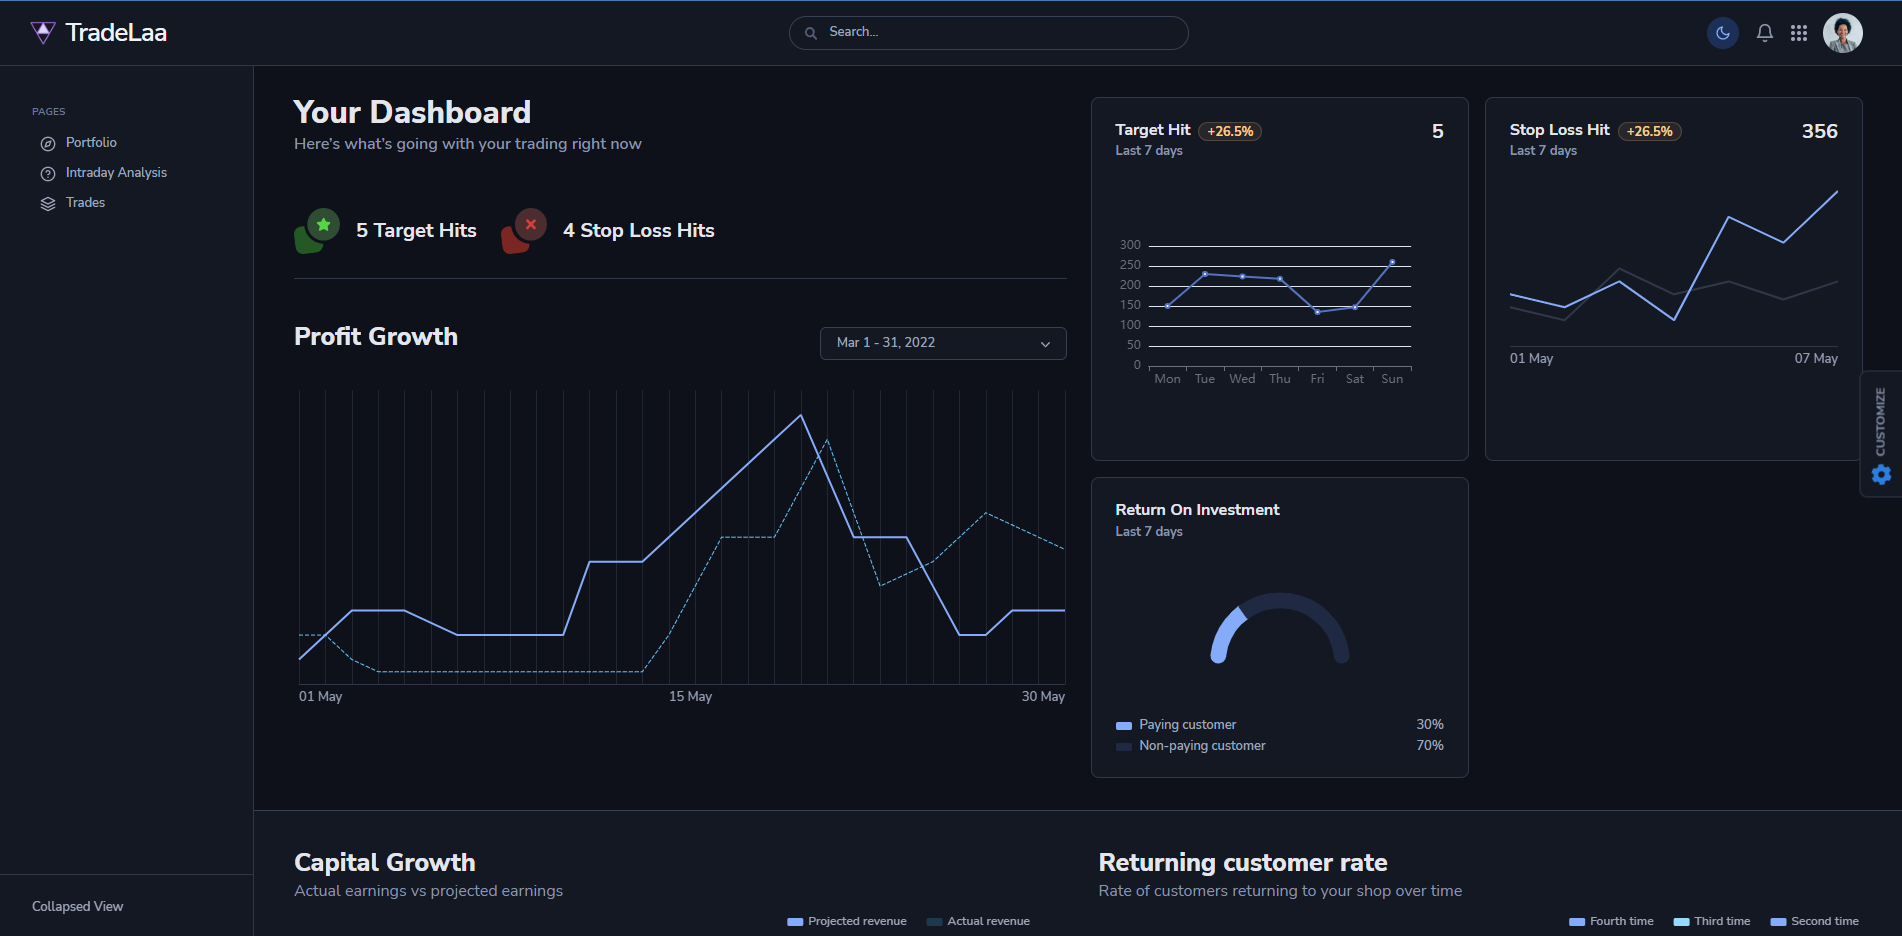 TradeLaa
Search...
PAGES
Portfolio
Intraday Analysis
Trades
Collapsed View
Your Dashboard
Here's what's going with your trading right now
5 Target Hits
4 Stop Loss Hits
Profit Growth
Mar 1 - 31, 2022
01 May 15 May 30 May
Target Hit +26.5% 5
Last 7 days
300
250
200
150
100
50
0
Mon Tue Wed Thu Fri Sat Sun
Stop Loss Hit +26.5% 356
Last 7 days
01 May 07 May
CUSTOMIZE
Return On Investment
Last 7 days
Paying customer 30%
Non-paying customer 70%
Capital Growth
Actual earnings vs projected earnings
Projected revenue Actual revenue
Returning customer rate
Rate of customers returning to your shop over time
Fourth time Third time Second time